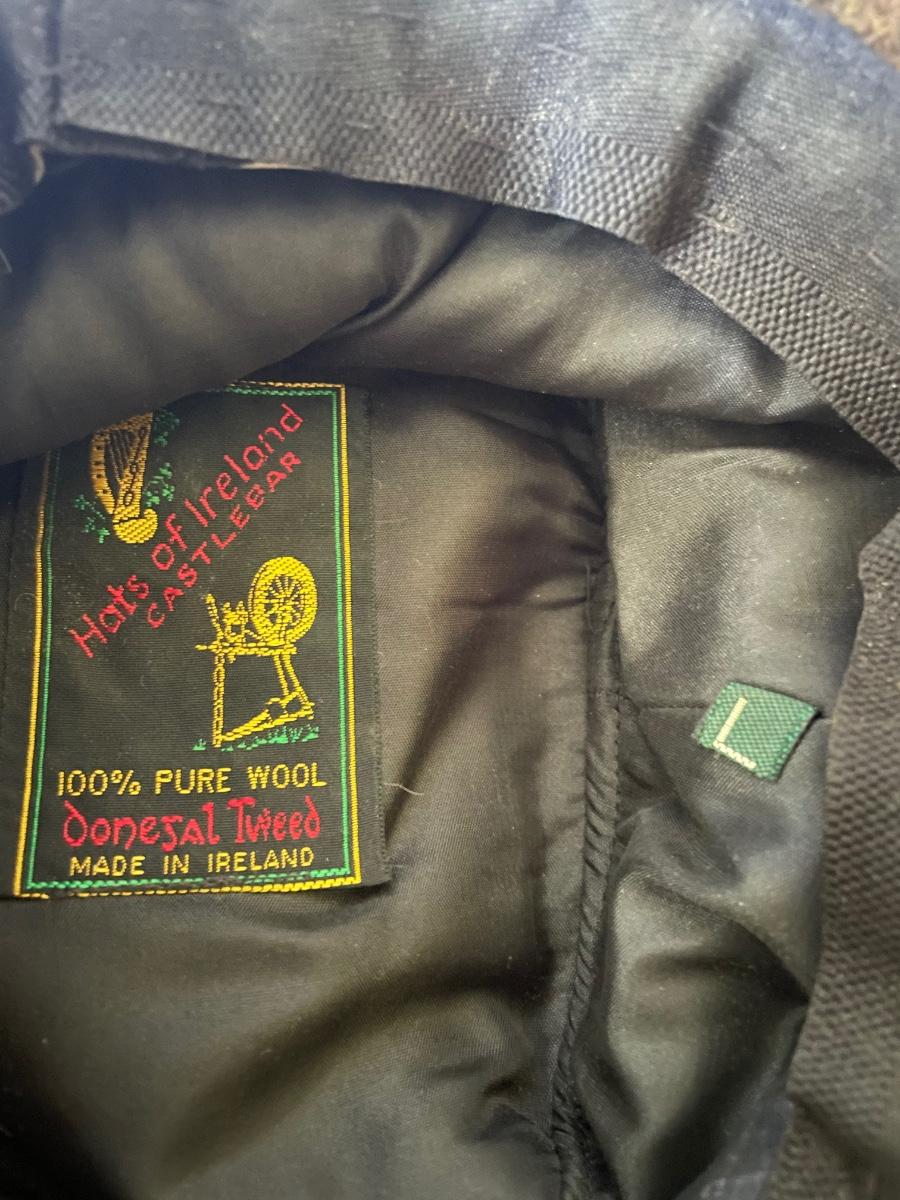 Hats of Ireland
CASTLEBAR
100% PURE WOOL
Donegal Tweed
MADE IN IRELAND
L